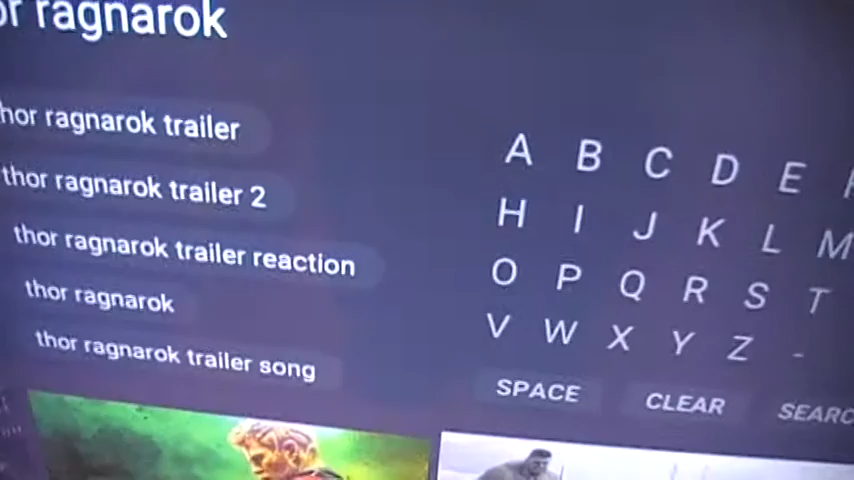 or ragnarok
hor ragnarok trailer
thor ragnarok trailer 2
thor ragnarok trailer reaction
thor ragnarok
thor ragnarok trailer song
A B C D E
H I J K L M
O P Q R S T
V W X Y Z -
SPACE CLEAR SEARC